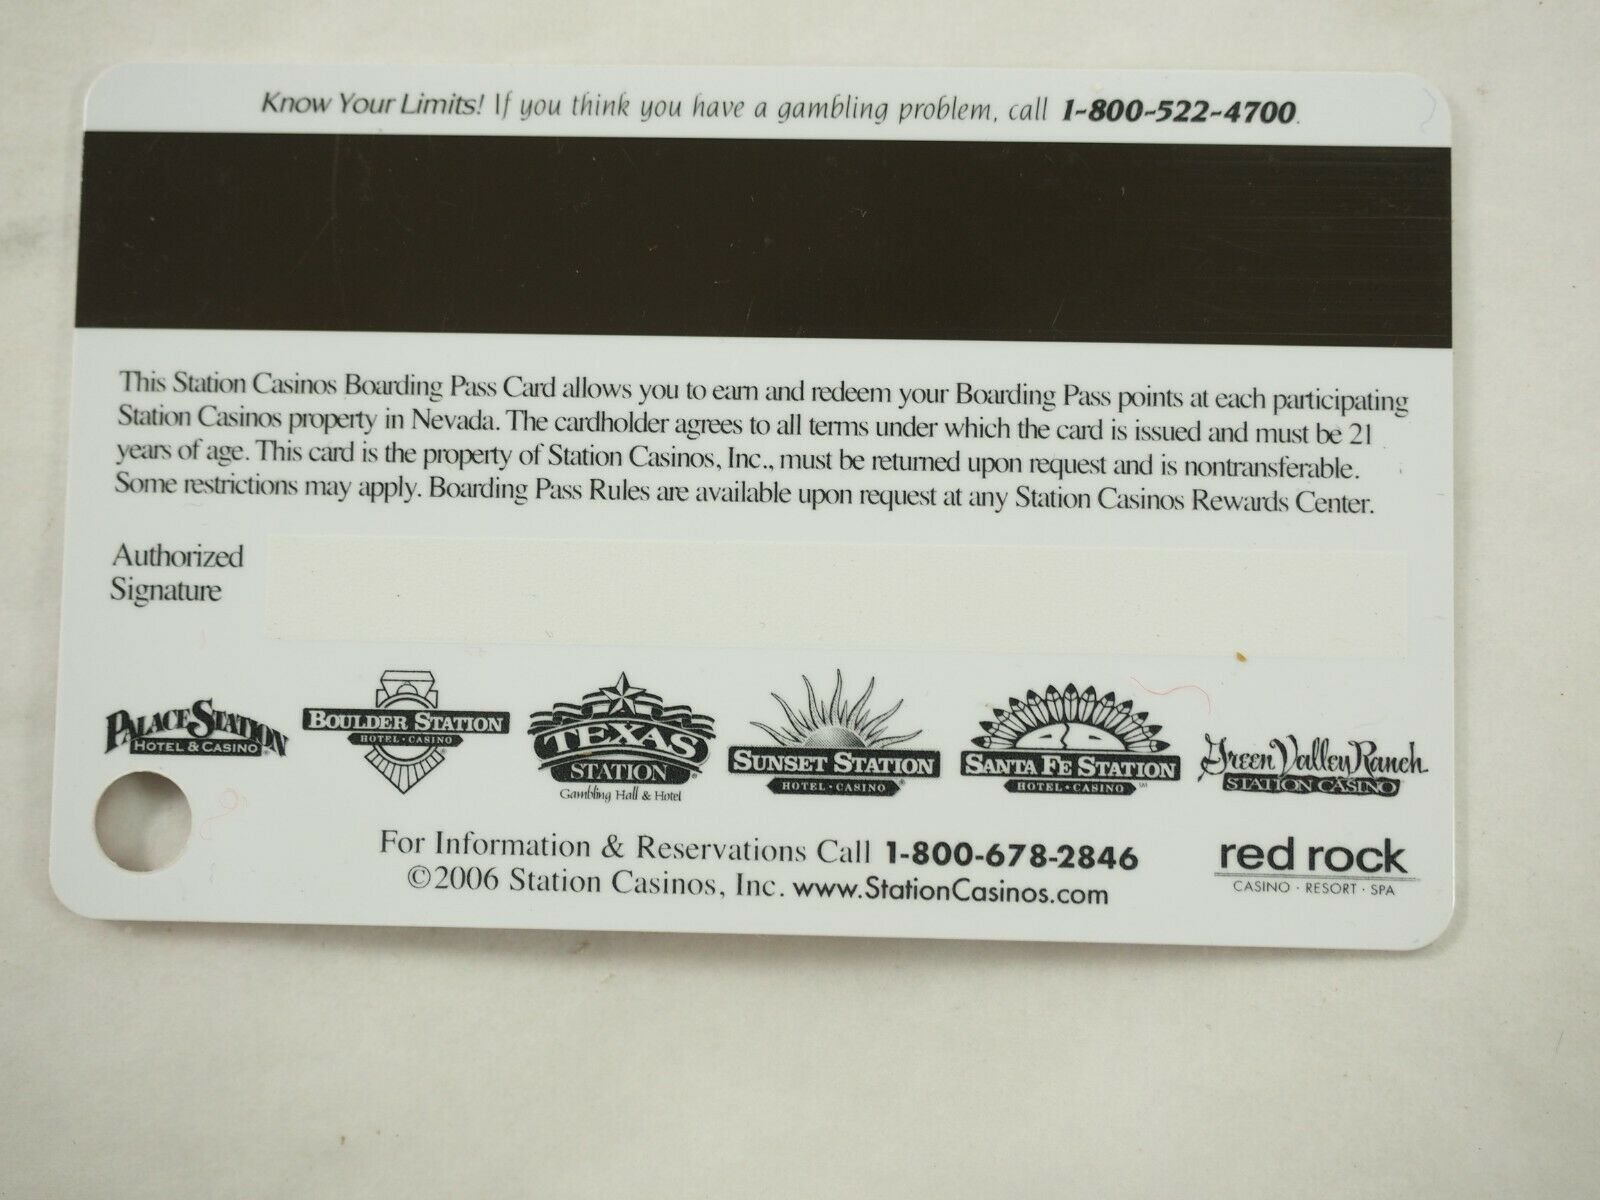 Know Your Limits! If you think you have a gambling problem, call 1-800-522-4700.
This Station Casinos Boarding Pass Card allows you to earn and redeem your Boarding Pass points at each participating
Station Casinos property in Nevada. The cardholder agrees to all terms under which the card is issued and must be 21
years of age. This card is the property of Station Casinos, Inc., must be returned upon request and is nontransferable.
Some restrictions may apply. Boarding Pass Rules are available upon request at any Station Casinos Rewards Center.
Authorized
Signature
PALACE STATION
HOTEL & CASINO
BOULDER STATION
HOTEL • CASINO
TEXAS
STATION
Gambling Hall & Hotel
SUNSET STATION
HOTEL • CASINO
SANTA FE STATION
HOTEL • CASINO
Green Valley Ranch
STATION CASINO
For Information & Reservations Call 1-800-678-2846
©2006 Station Casinos, Inc. www.StationCasinos.com
red rock
CASINO · RESORT · SPA